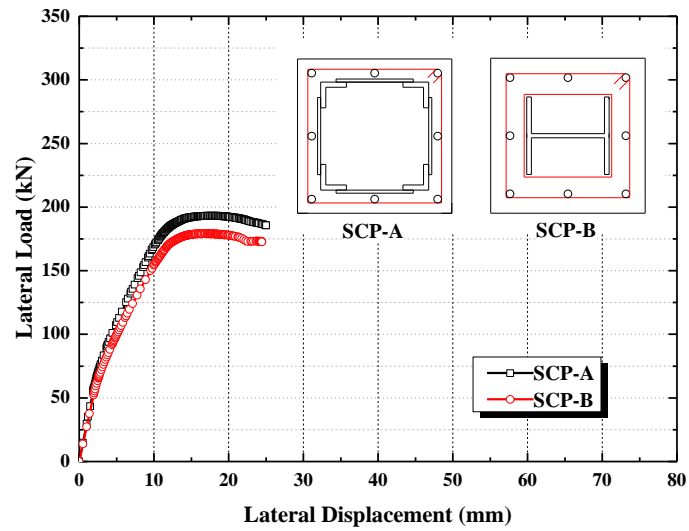 350
300
250
200
150
100
50
0
Lateral Load (kN)
SCP-A
SCP-B
SCP-A
SCP-B
0 10 20 30 40 50 60 70 80
Lateral Displacement (mm)